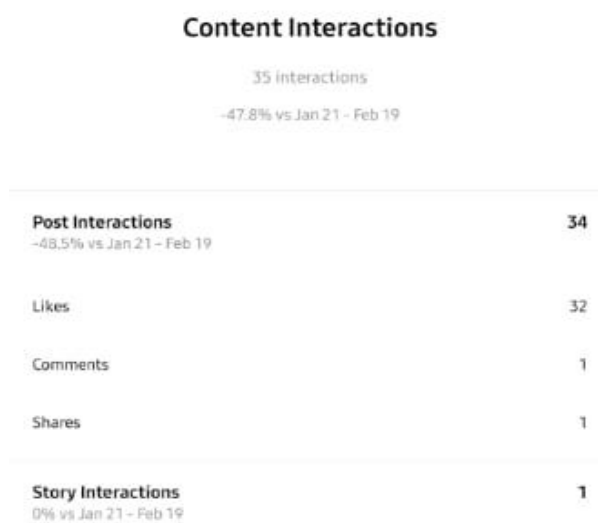 Content Interactions
35 interactions
-47.8% vs Jan 21 - Feb 19
Post Interactions 34
-48.5% vs Jan 21 - Feb 19
Likes 32
Comments 1
Shares 1
Story Interactions 1
0% vs Jan 21 - Feb 19